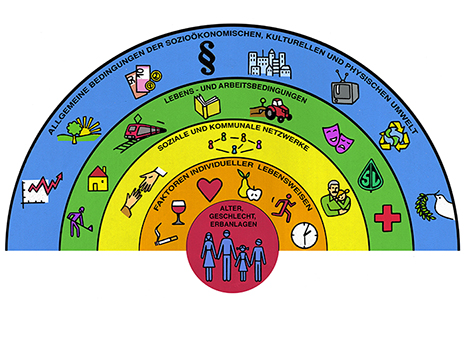 ALLGEMEINE BEDINGUNGEN DER SOZIOÖKONOMISCHEN, KULTURELLEN UND PHYSISCHEN UMWELT
§
LEBENS - UND ARBEITSBEDINGUNGEN
SOZIALE UND KOMMUNALE NETZWERKE
FAKTOREN INDIVIDUELLER LEBENSWEISEN
ALTER,
GESCHLECHT,
ERBANLAGEN